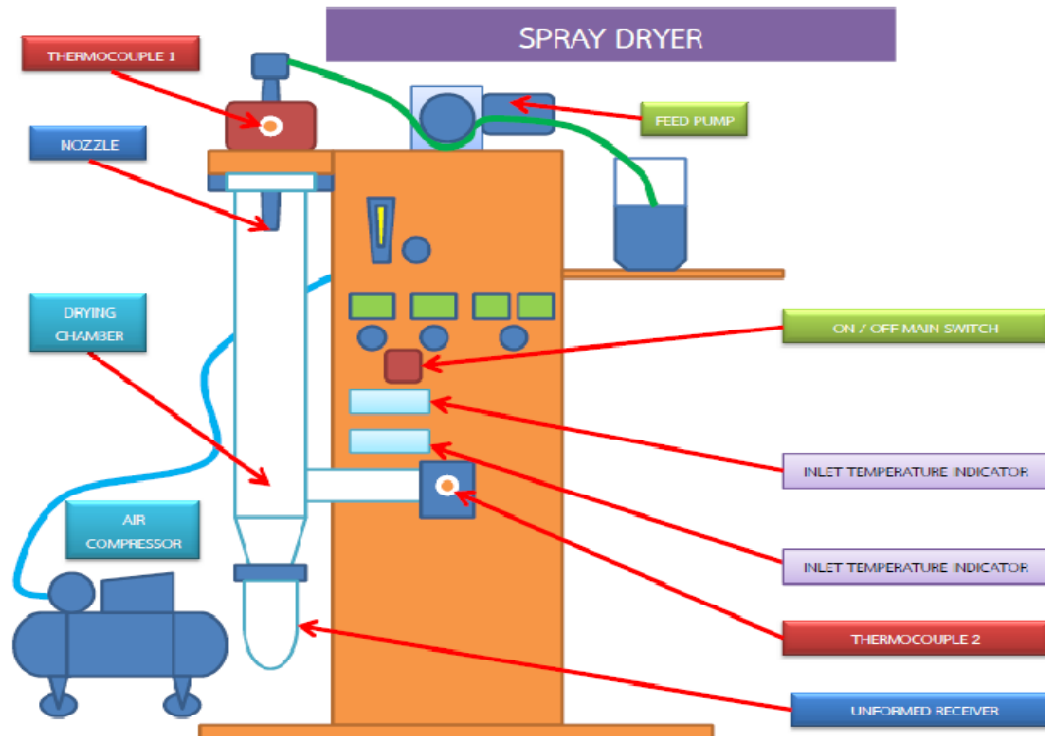 SPRAY DRYER
THERMOCOUPLE 1
NOZZLE
FEED PUMP
DRYING
CHAMBER
ON / OFF MAIN SWITCH
INLET TEMPERATURE INDICATOR
AIR
COMPRESSOR
INLET TEMPERATURE INDICATOR
THERMOCOUPLE 2
UNFORMED RECEIVER